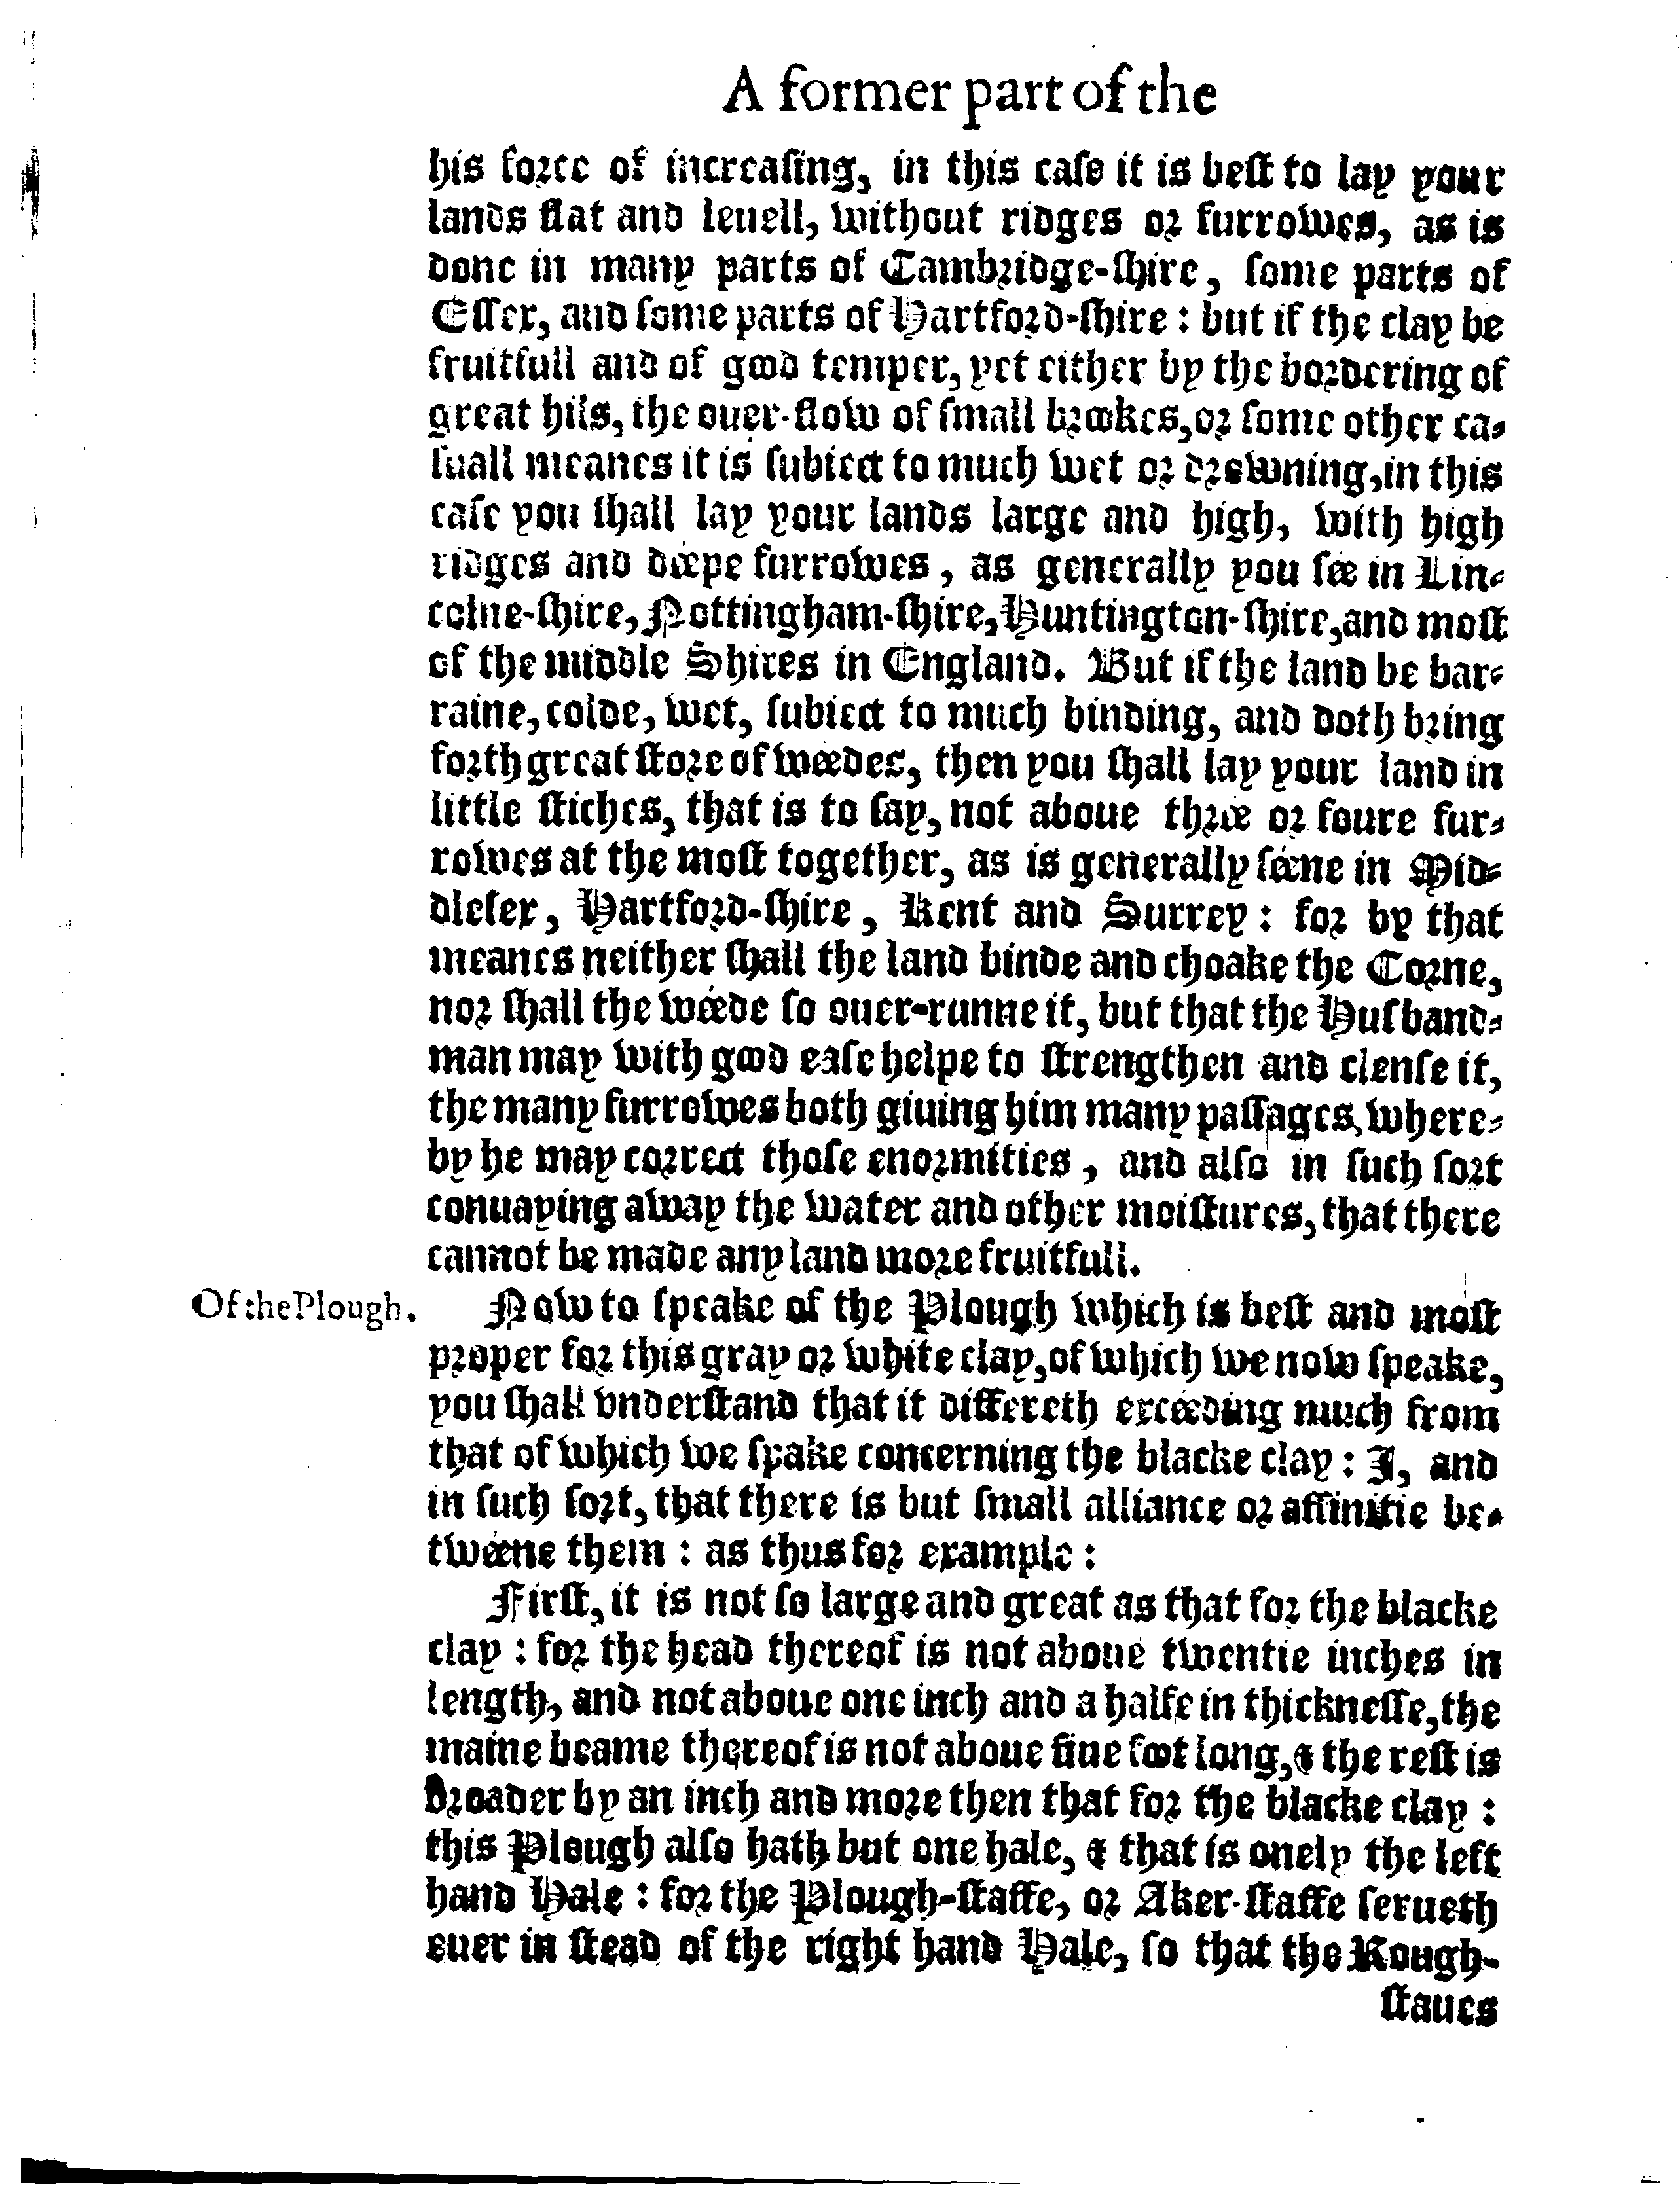 A former part of the
his force of increasing, in this case it is best to lay your
lands flat and leuell, without ridges or furrowes, as is
done in many parts of Cambridge-shire, some parts of
Essex, and some parts of Hartford-shire : but if the clay be
fruitfull and of good temper, yet either by the bordering of
great hils, the ouer-flow of small brookes, or some other ca-
suall meanes it is subiect to much wet or drowning, in this
case you shall lay your lands large and high, with high
ridges and deepe furrowes, as generally you see in Lin-
colne-shire, Nottingham-shire, Huntington-shire, and most
of the middle Shires in England. But if the land be bar-
raine, colde, wet, subiect to much binding, and doth bring
forth great store of weedes, then you shall lay your land in
little stiches, that is to say, not aboue three or foure fur-
rowes at the most together, as is generally seene in Mid-
dlesex, Hartford-shire, Kent and Surrey : for by that
meanes neither shall the land binde and choake the Corne,
nor shall the weede so ouer-runne it, but that the Husband-
man may with good ease helpe to strengthen and clense it,
the many furrowes both giuing him many passages, where-
by he may correct those enormities, and also in such sort
conuaying away the water and other moistures, that there
cannot be made any land more fruitfull.
Of the Plough.
Now to speake of the Plough which is best and most
proper for this gray or white clay, of which we now speake,
you shall vnderstand that it differeth exceeding much from
that of which we spake concerning the blacke clay : I, and
in such sort, that there is but small alliance or affinitie be-
tweene them : as thus for example :
First, it is not so large and great as that for the blacke
clay : for the head thereof is not aboue twentie inches in
length, and not aboue one inch and a halfe in thicknesse, the
maine beame thereof is not aboue fiue foot long, & the rest is
broader by an inch and more then that for the blacke clay :
this Plough also hath but one hale, & that is onely the left
hand Hale : for the Plough-staffe, or Aker-staffe serueth
euer in stead of the right hand Hale, so that the Rough-
staues